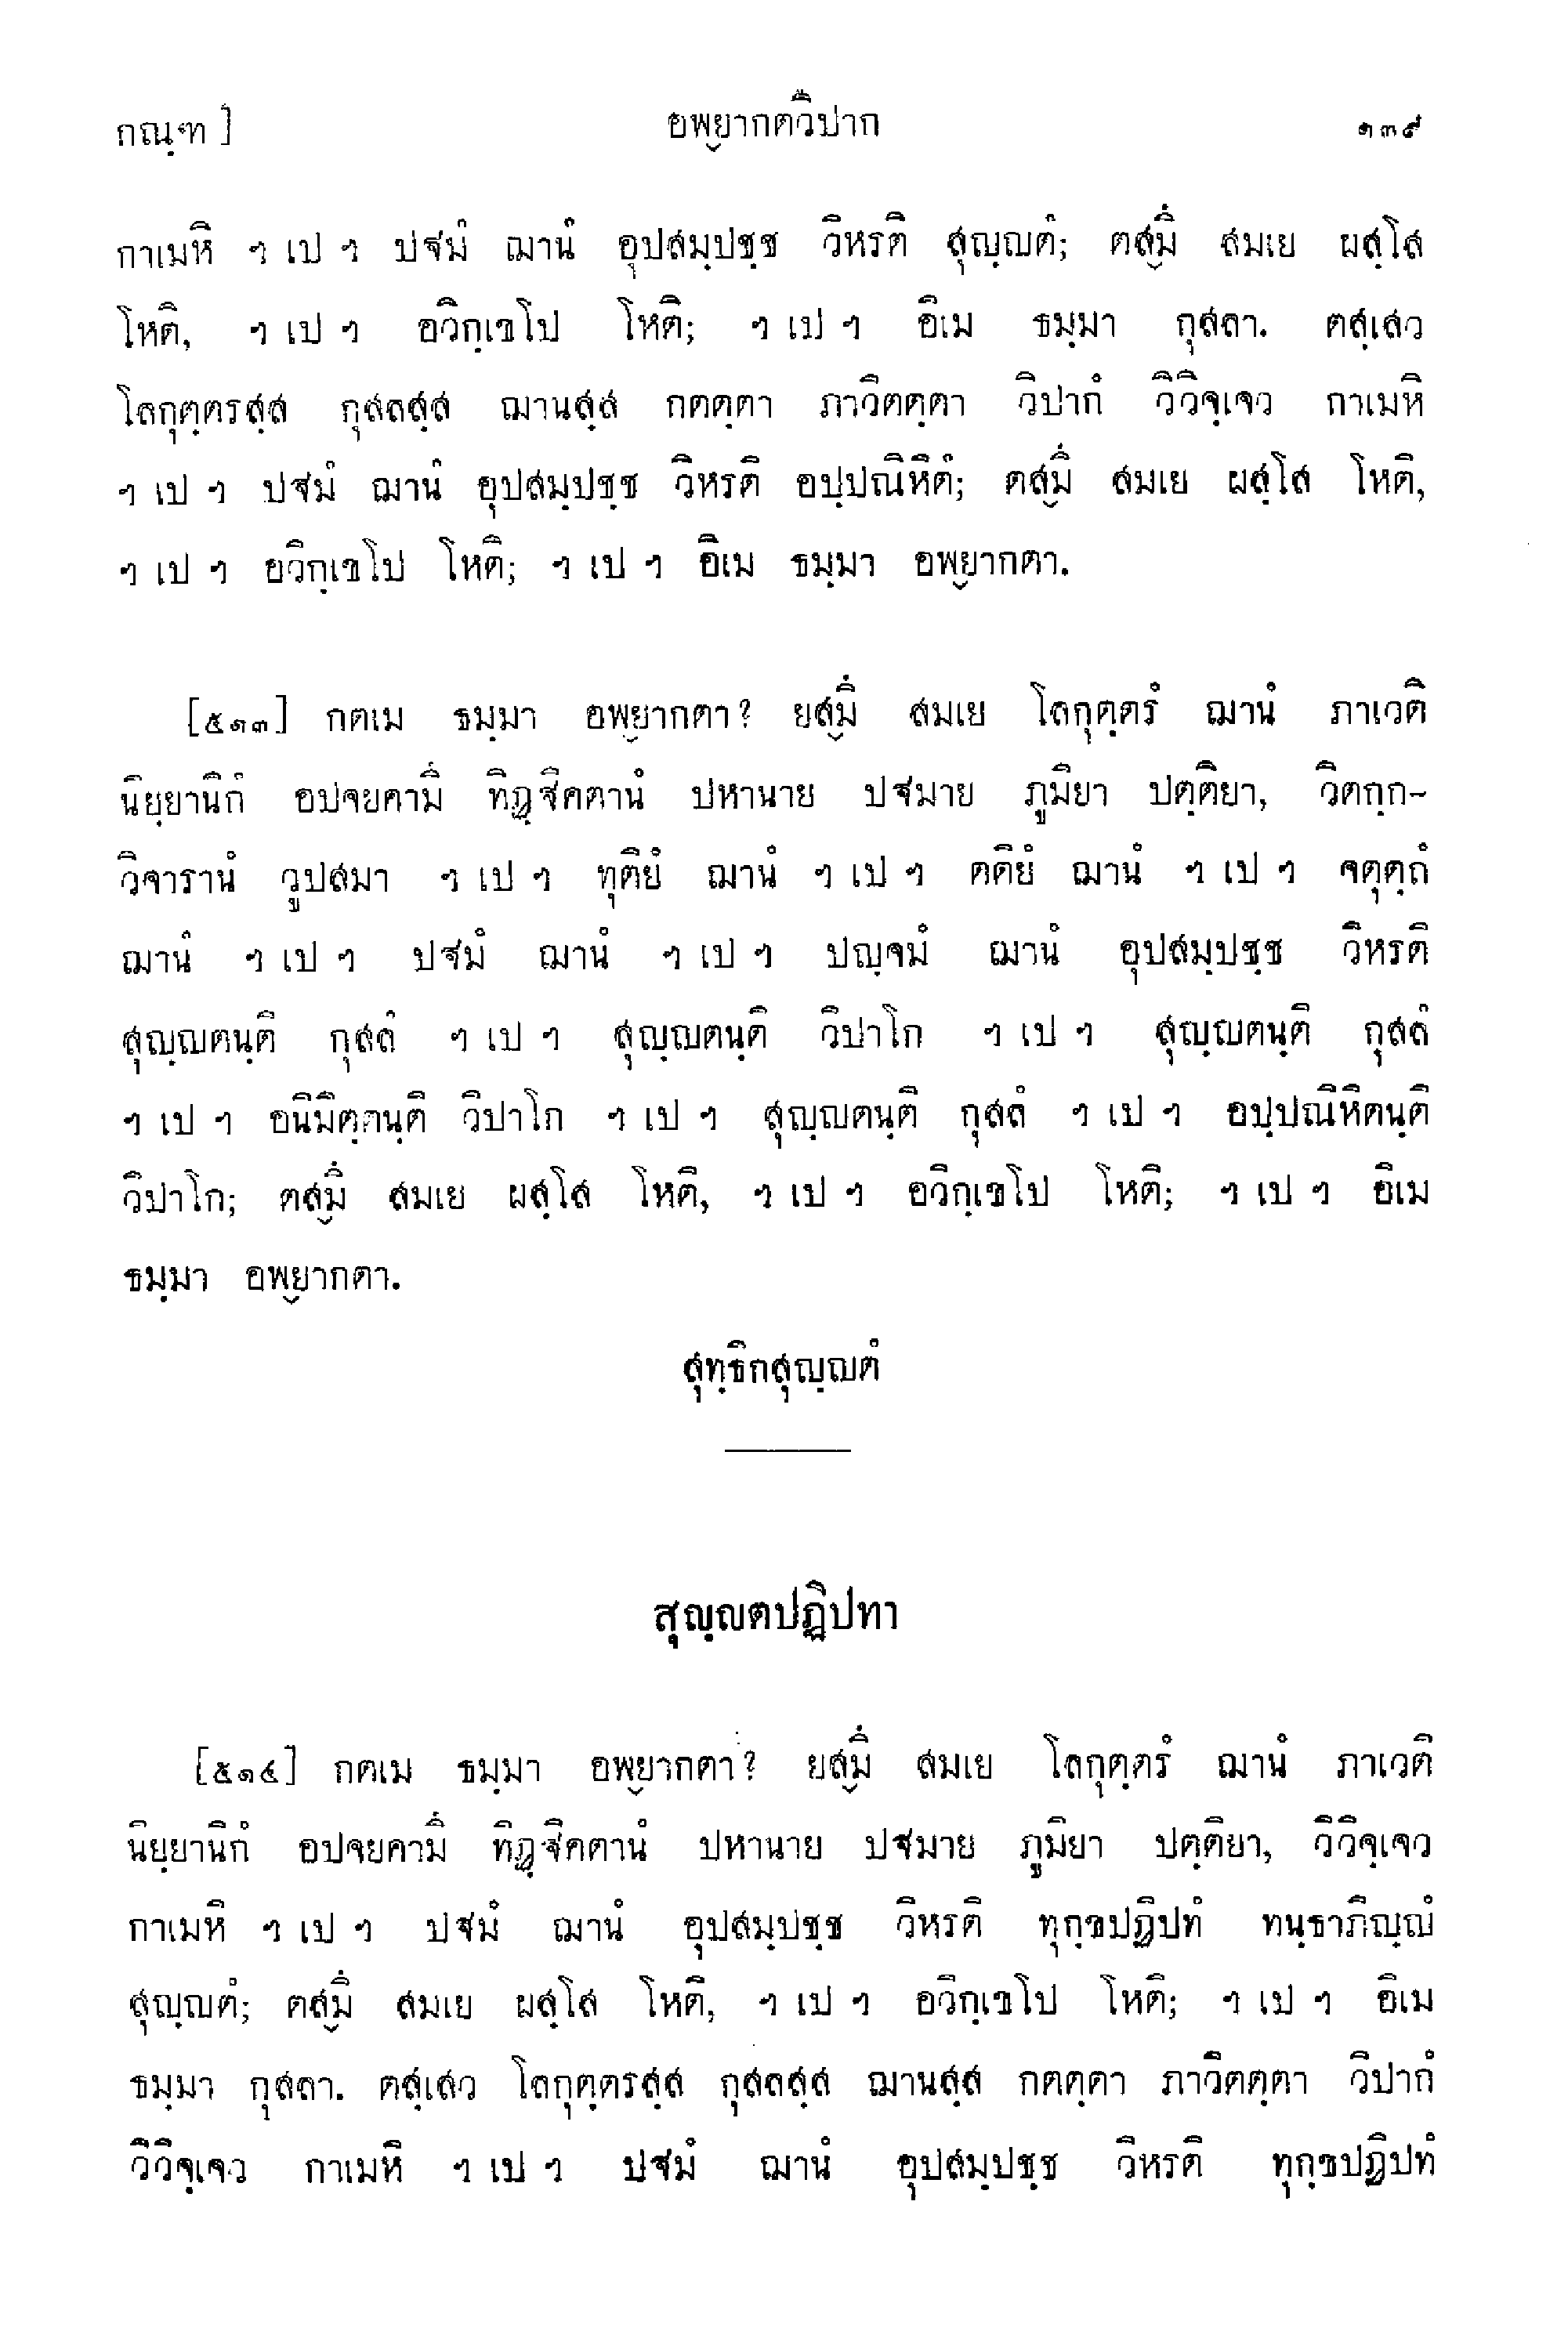 กณฺฑ ] อพฺยากตวิปาก ๑๓๙
กาเมหิ ฯ เป ฯ ปฐมํ ฌานํ อุปสมฺปชฺช วิหรติ สุญฺญตํ; ตสฺมึ สมเย ผสฺโส
โหติ, ฯ เป ฯ อวิกฺเขโป โหติ; ฯ เป ฯ อิเม ธมฺมา กุสลา. ตสฺเสว
โลกุตฺตรสฺส กุสลสฺส ฌานสฺส กตตฺตา ภาวิตตฺตา วิปากํ วิวิจฺเจว กาเมหิ
ฯ เป ฯ ปฐมํ ฌานํ อุปสมฺปชฺช วิหรติ อปฺปณิหิตํ; ตสฺมึ สมเย ผสฺโส โหติ,
ฯ เป ฯ อวิกฺเขโป โหติ; ฯ เป ฯ อิเม ธมฺมา อพฺยากตา.
[๕๑๓] กตเม ธมฺมา อพฺยากตา? ยสฺมึ สมเย โลกุตฺตรํ ฌานํ ภาเวติ
นิยฺยานิกํ อปจยคามึ ทิฏฺฐิคตานํ ปหานาย ปฐมาย ภูมิยา ปตฺติยา, วิตกฺก-
วิจารานํ วูปสมา ฯ เป ฯ ทุติยํ ฌานํ ฯ เป ฯ ตติยํ ฌานํ ฯ เป ฯ จตุตฺถํ
ฌานํ ฯ เป ฯ ปฐมํ ฌานํ ฯ เป ฯ ปญฺจมํ ฌานํ อุปสมฺปชฺช วิหรติ
สุญฺญตนฺติ กุสลํ ฯ เป ฯ สุญฺญตนฺติ วิปาโก ฯ เป ฯ สุญฺญตนฺติ กุสลํ
ฯ เป ฯ อนิมิตฺตนฺติ วิปาโก ฯ เป ฯ สุญฺญตนฺติ กุสลํ ฯ เป ฯ อปฺปณิหิตนฺติ
วิปาโก; ตสฺมึ สมเย ผสฺโส โหติ, ฯ เป ฯ อวิกฺเขโป โหติ; ฯ เป ฯ อิเม
ธมฺมา อพฺยากตา.
สุทฺธิกสุญฺญตํ
สุญฺญตปฏิปทา
[๕๑๔] กตเม ธมฺมา อพฺยากตา? ยสฺมึ สมเย โลกุตฺตรํ ฌานํ ภาเวติ
นิยฺยานิกํ อปจยคามึ ทิฏฺฐิคตานํ ปหานาย ปฐมาย ภูมิยา ปตฺติยา, วิวิจฺเจว
กาเมหิ ฯ เป ฯ ปฐมํ ฌานํ อุปสมฺปชฺช วิหรติ ทุกฺขปฏิปทํ ทนฺธาภิญฺญํ
สุญฺญตํ; ตสฺมึ สมเย ผสฺโส โหติ, ฯ เป ฯ อวิกฺเขโป โหติ; ฯ เป ฯ อิเม
ธมฺมา กุสลา. ตสฺเสว โลกุตฺตรสฺส กุสลสฺส ฌานสฺส กตตฺตา ภาวิตตฺตา วิปากํ
วิวิจฺเจว กาเมหิ ฯ เป ฯ ปฐมํ ฌานํ อุปสมฺปชฺช วิหรติ ทุกฺขปฏิปทํ